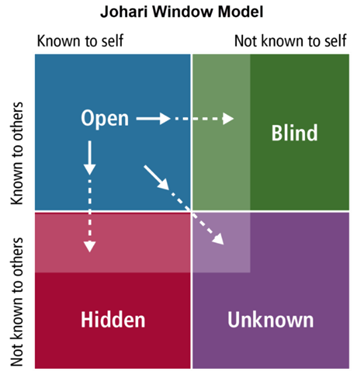 Johari Window Model
Known to self
Not known to self
Known to others
Open
Blind
Not known to others
Hidden
Unknown